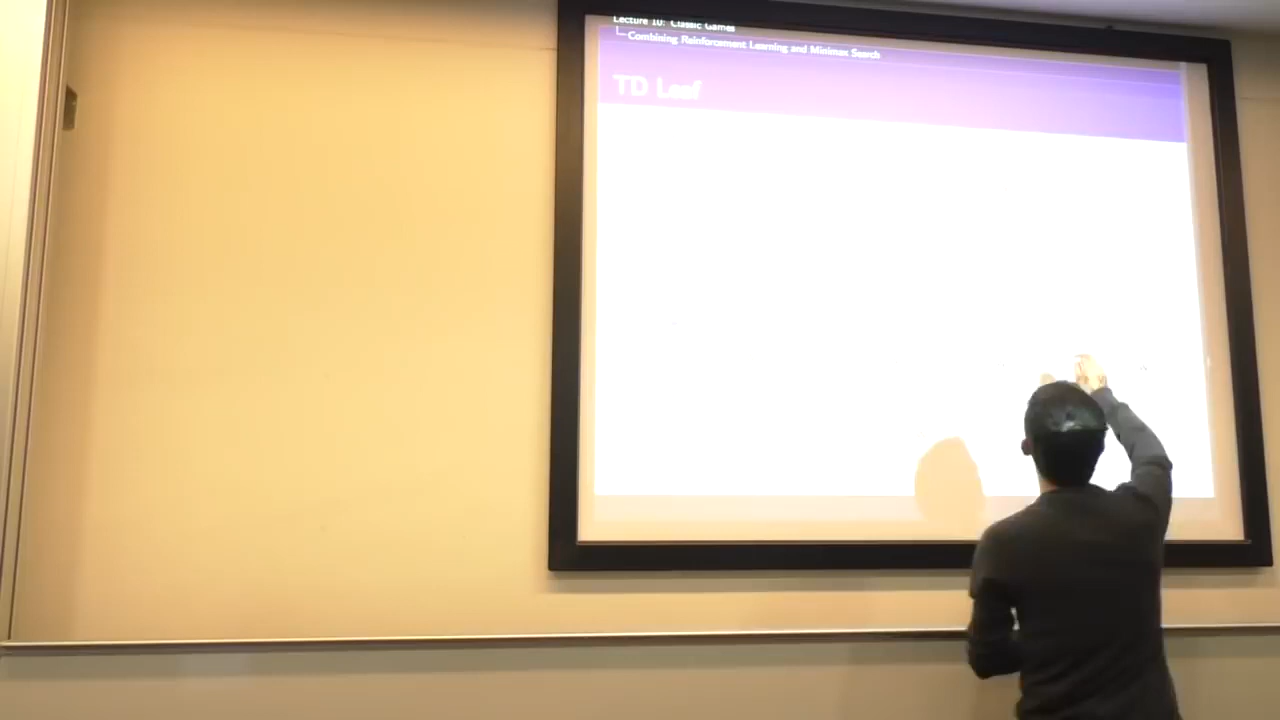 Lecture 10: Classic Games
Combining Reinforcement Learning and Minimax Search
TD Leaf